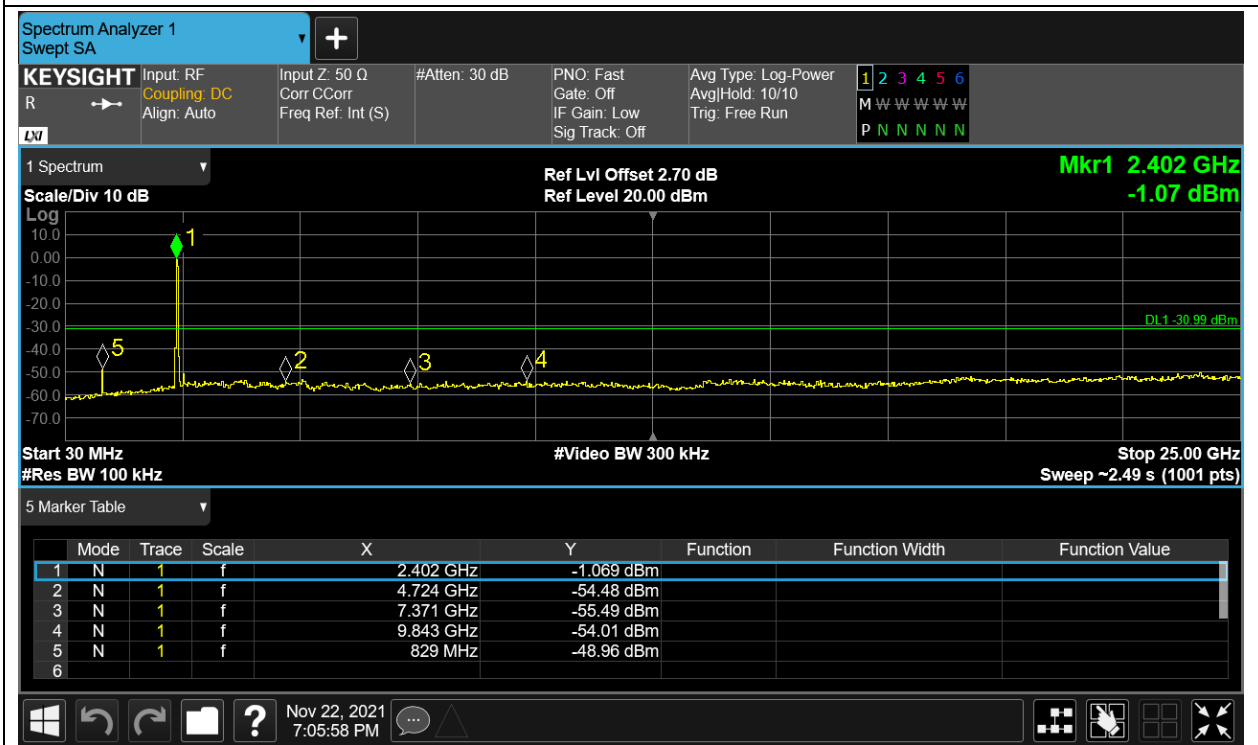 Spectrum Analyzer 1
Swept SA
+
KEYSIGHT Input: RF Input Z: 50 Ω #Atten: 30 dB PNO: Fast Avg Type: Log-Power 1 2 3 4 5 6
R Coupling: DC Corr CCorr Gate: Off Avg|Hold: 10/10 M W W W W W
Align: Auto Freq Ref: Int (S) IF Gain: Low Trig: Free Run
LXI Sig Track: Off P N N N N N
1 Spectrum Ref Lvl Offset 2.70 dB Mkr1 2.402 GHz
Scale/Div 10 dB Ref Level 20.00 dBm -1.07 dBm
Log
10.0 1
0.00
-10.0
-20.0
-30.0 DL1 -30.99 dBm
-40.0 5 2 3 4
-50.0
-60.0
-70.0
Start 30 MHz #Video BW 300 kHz Stop 25.00 GHz
#Res BW 100 kHz Sweep ~2.49 s (1001 pts)
5 Marker Table
Mode Trace Scale X Y Function Function Width Function Value
1 N 1 f 2.402 GHz -1.069 dBm
2 N 1 f 4.724 GHz -54.48 dBm
3 N 1 f 7.371 GHz -55.49 dBm
4 N 1 f 9.843 GHz -54.01 dBm
5 N 1 f 829 MHz -48.96 dBm
6
? Nov 22, 2021
7:05:58 PM